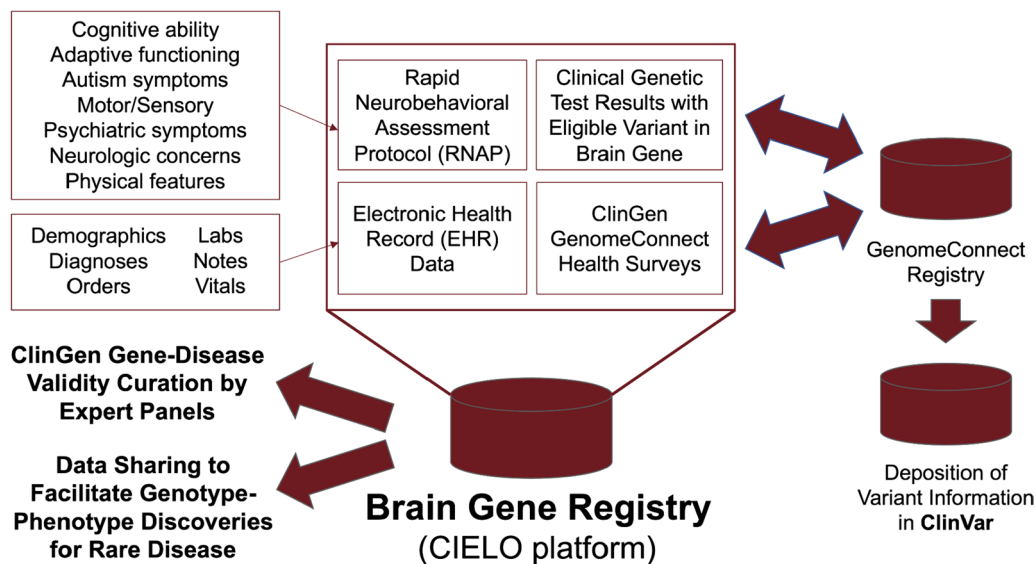 Cognitive ability
Adaptive functioning
Autism symptoms
Motor/Sensory
Psychiatric symptoms
Neurologic concerns
Physical features
Demographics
Diagnoses
Orders
Labs
Notes
Vitals
Rapid
Neurobehavioral
Assessment
Protocol (RNAP)
Clinical Genetic
Test Results with
Eligible Variant in
Brain Gene
Electronic Health
Record (EHR)
Data
ClinGen
GenomeConnect
Health Surveys
GenomeConnect
Registry
Deposition of
Variant Information
in ClinVar
ClinGen Gene-Disease
Validity Curation by
Expert Panels
Data Sharing to
Facilitate Genotype-
Phenotype Discoveries
for Rare Disease
Brain Gene Registry
(CIELO platform)